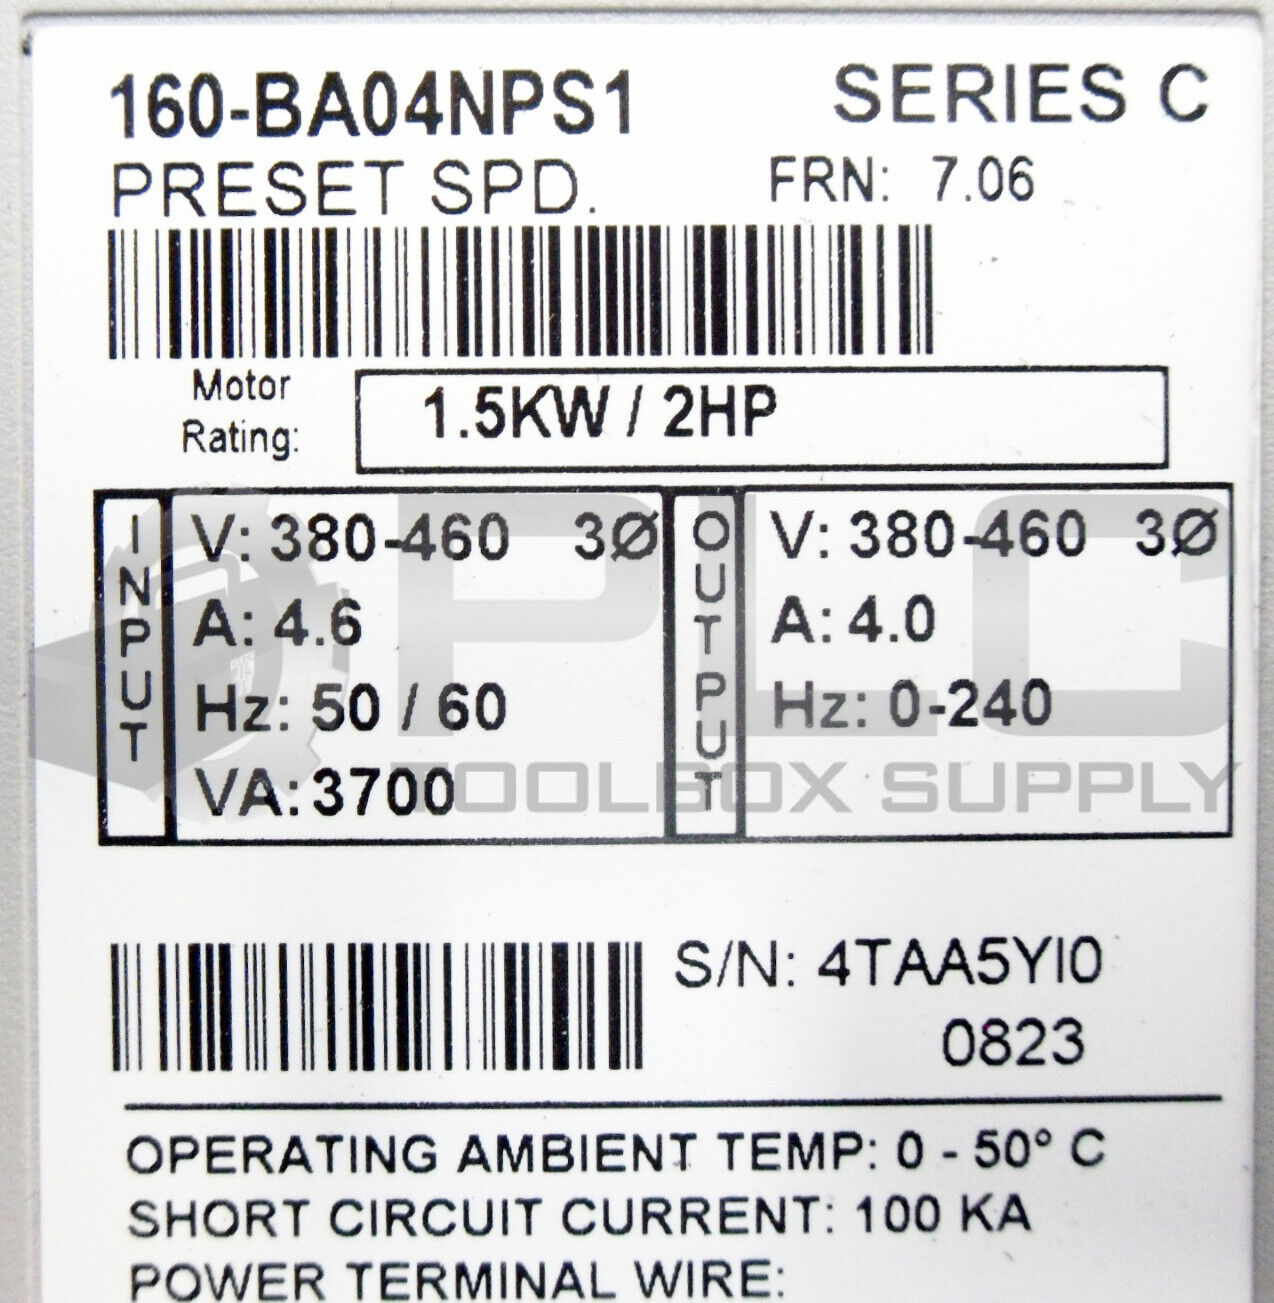 160-BA04NPS1 SERIES C
PRESET SPD. FRN: 7.06
Motor
Rating:
1.5KW / 2HP
INPUT
V: 380-460 3Ø
A: 4.6
Hz: 50 / 60
VA: 3700
OUTPUT
V: 380-460 3Ø
A: 4.0
Hz: 0-240
PLC
TOOLBOX SUPPLY
S/N: 4TAA5YI0
0823
OPERATING AMBIENT TEMP: 0 - 50° C
SHORT CIRCUIT CURRENT: 100 KA
POWER TERMINAL WIRE: